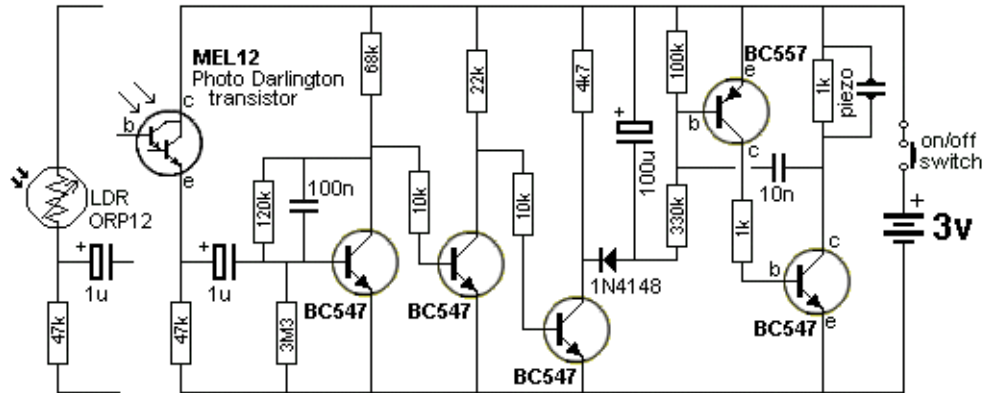 MEL12
Photo Darlington
transistor
c
b
e
LDR
ORP12
+
1u
47k
+
1u
47k
120k
100n
3M3
68k
BC547
10k
22k
BC547
10k
4k7
BC547
1N4148
+
100u
100k
330k
BC557
e
b
c
1k
10n
1k
piezo
c
b
e
BC547
on/off
switch
+
3v